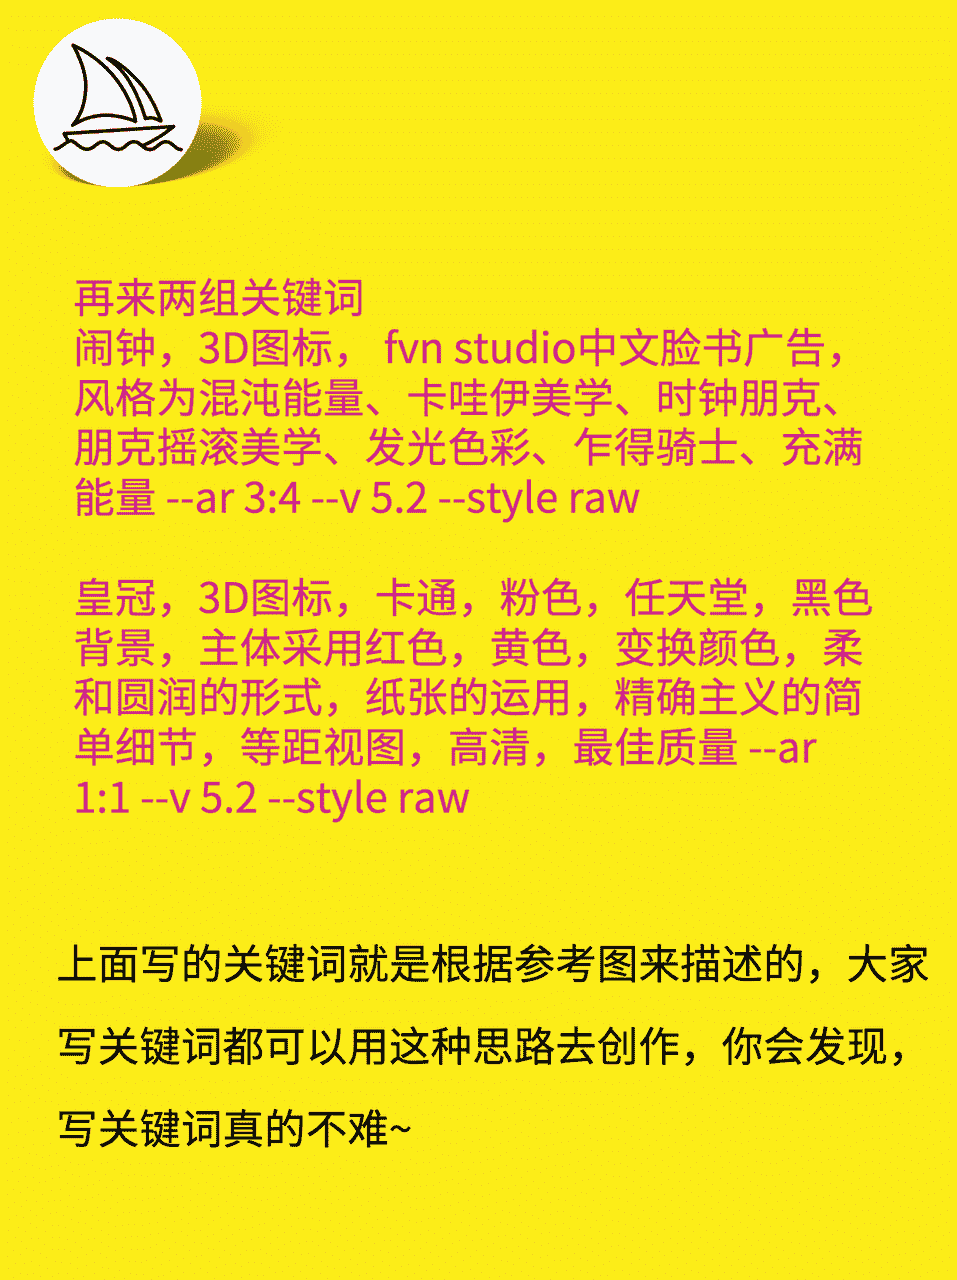 再来两组关键词
闹钟，3D图标， fvn studio中文脸书广告，
风格为混沌能量、卡哇伊美学、时钟朋克、
朋克摇滚美学、发光色彩、乍得骑士、充满
能量 --ar 3:4 --v 5.2 --style raw
皇冠，3D图标，卡通，粉色，任天堂，黑色
背景，主体采用红色，黄色，变换颜色，柔
和圆润的形式，纸张的运用，精确主义的简
单细节，等距视图，高清，最佳质量 --ar
1:1 --v 5.2 --style raw
上面写的关键词就是根据参考图来描述的，大家
写关键词都可以用这种思路去创作，你会发现，
写关键词真的不难~